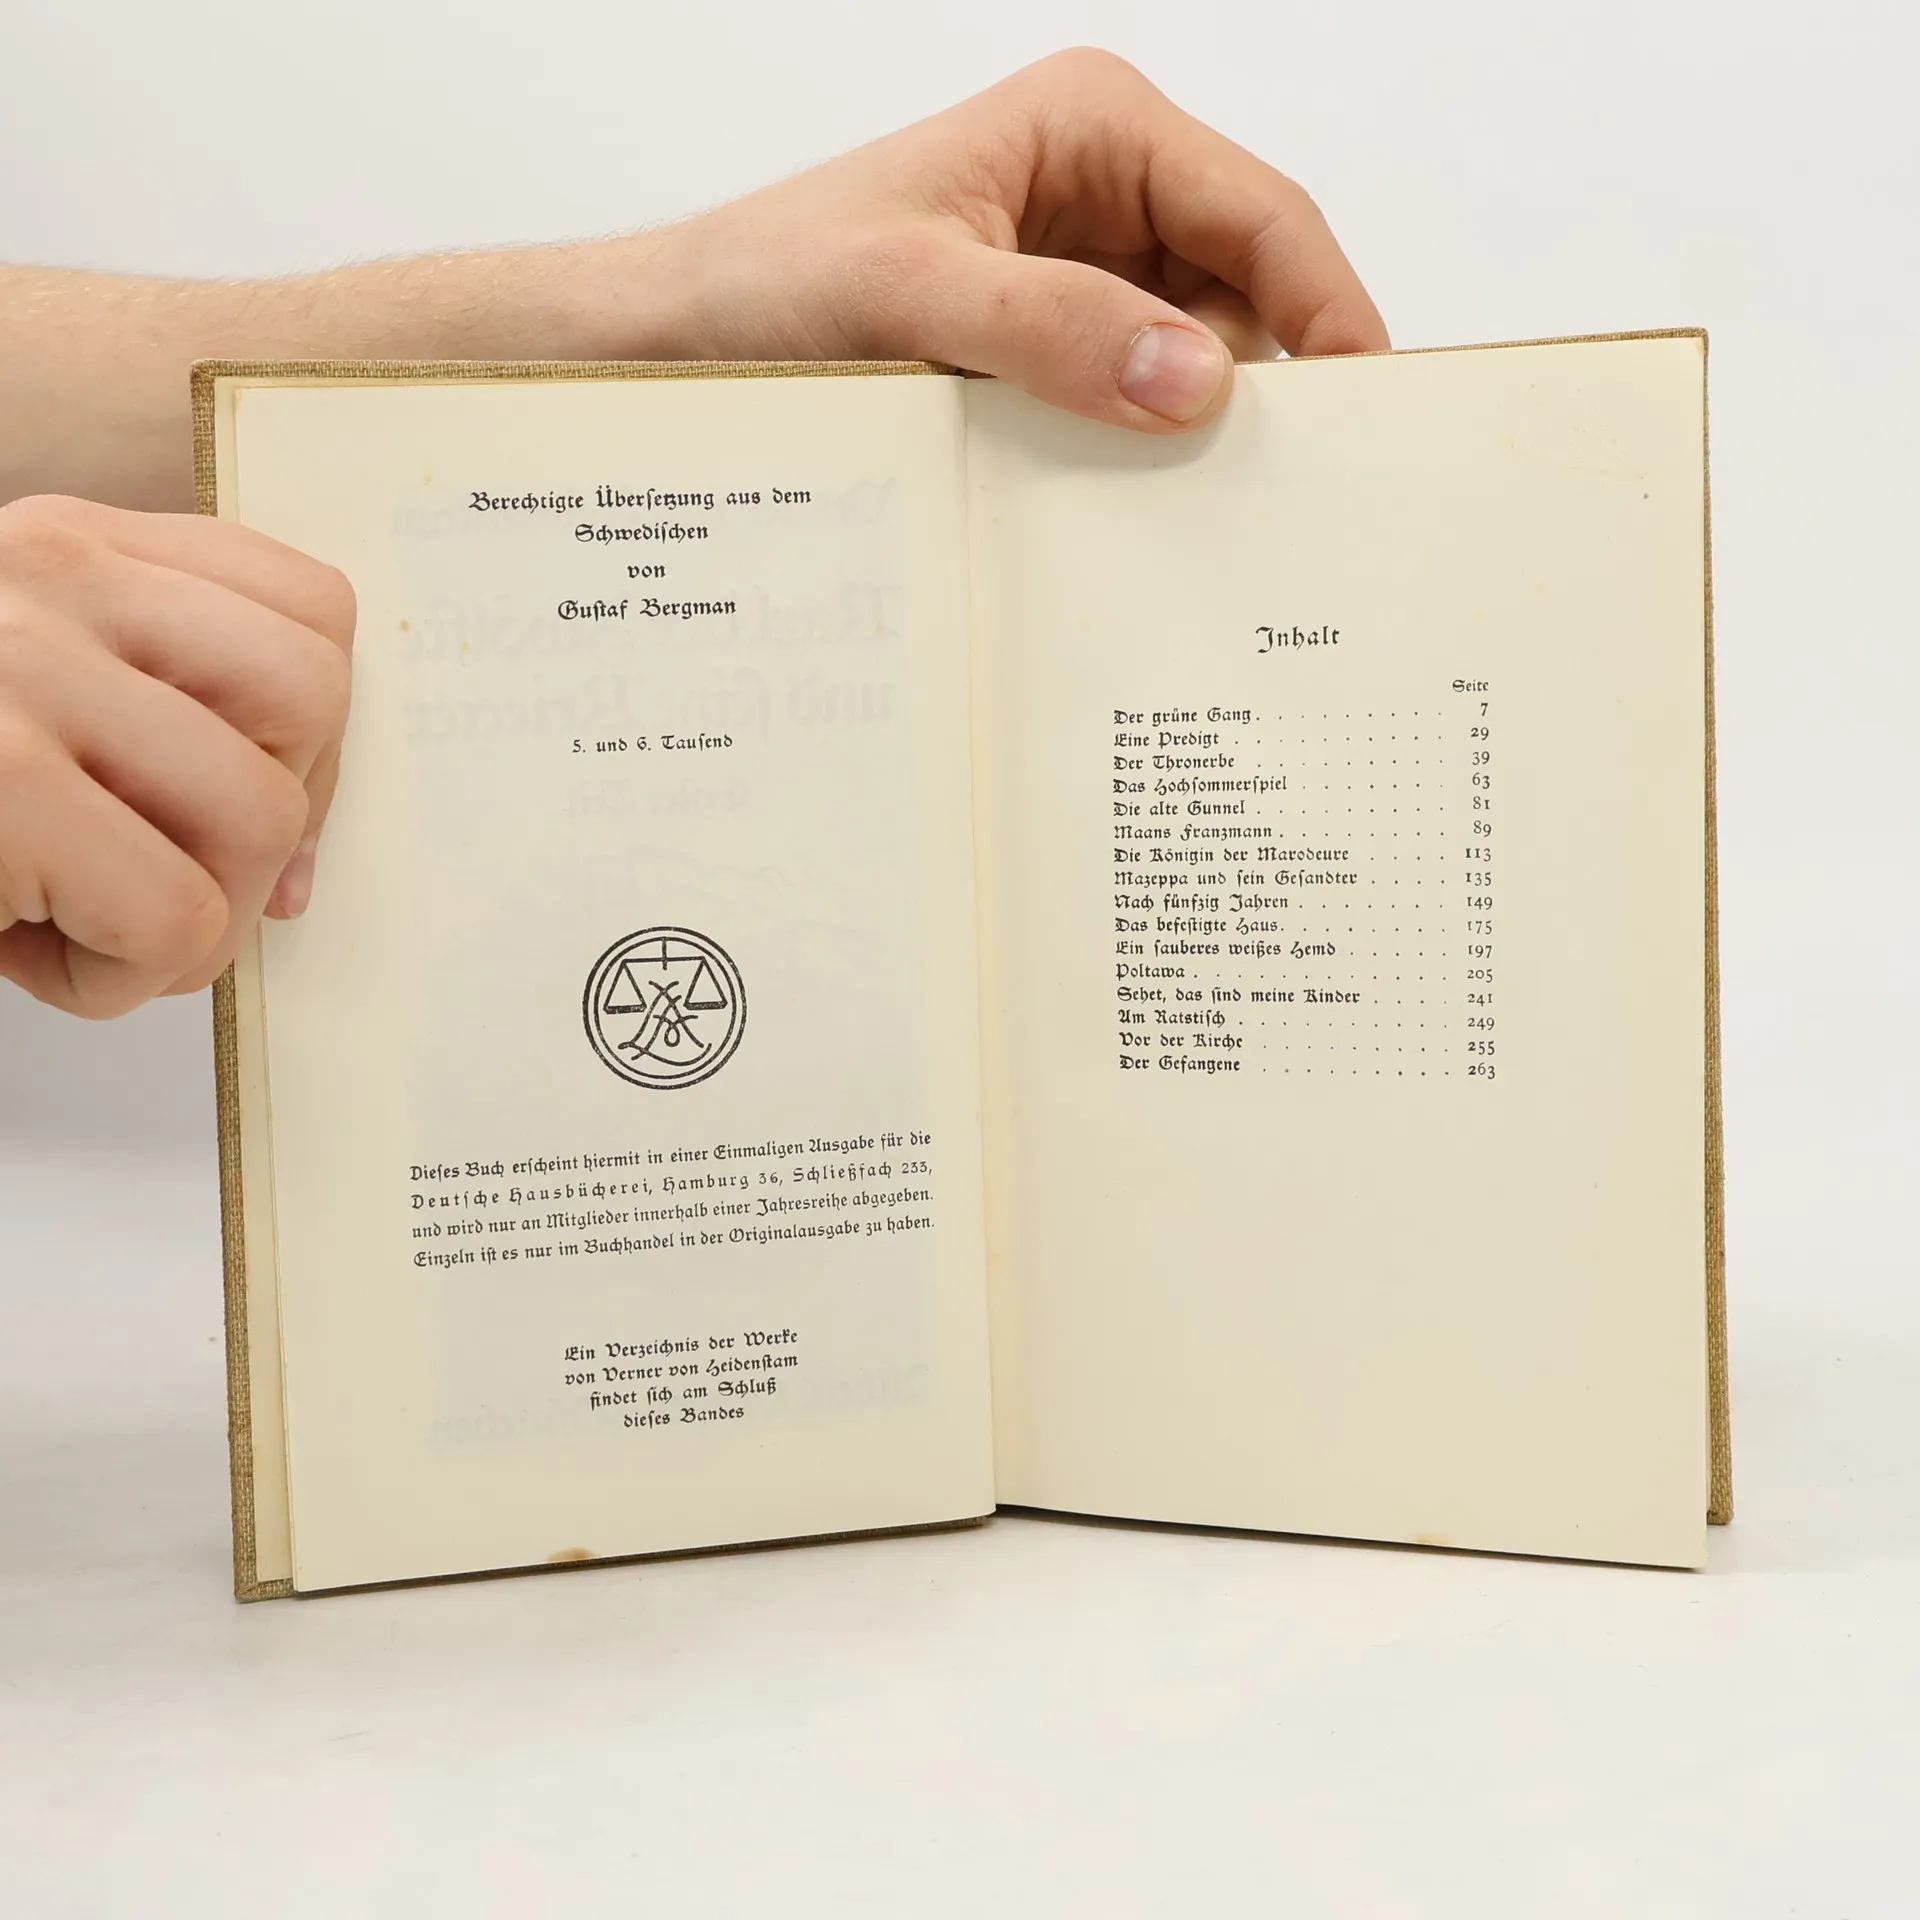 Berechtigte Übersetzung aus dem
Schwedischen
von
Gustaf Bergman
5. und 6. Tausend
Dieses Buch erscheint hiermit in einer Einmaligen Ausgabe für die
Deutsche Hausbücherei, Hamburg 36, Schließfach 233,
und wird nur an Mitglieder innerhalb einer Jahresreihe abgegeben.
Einzeln ist es nur im Buchhandel in der Originalausgabe zu haben.
Ein Verzeichnis der Werke
von Verner von Heidenstam
findet sich am Schluß
dieses Bandes
Inhalt
Seite
Der grüne Gang . . . . . . . . . 7
Eine Predigt . . . . . . . . . . 29
Der Thronerbe . . . . . . . . . 39
Das Hochsommerspiel . . . . . . . 63
Die alte Gunnel . . . . . . . . . 81
Maans Franzmann . . . . . . . . 89
Die Königin der Marodeure . . . . 113
Mazeppa und sein Gesandter . . . . 135
Nach fünfzig Jahren . . . . . . . 149
Das befestigte Haus . . . . . . . . 175
Ein sauberes weißes Hemd . . . . . 197
Poltawa . . . . . . . . . . . . 205
Sehet, das sind meine Kinder . . . . 241
Am Ratstisch . . . . . . . . . . 249
Vor der Kirche . . . . . . . . . 255
Der Gefangene . . . . . . . . . 263